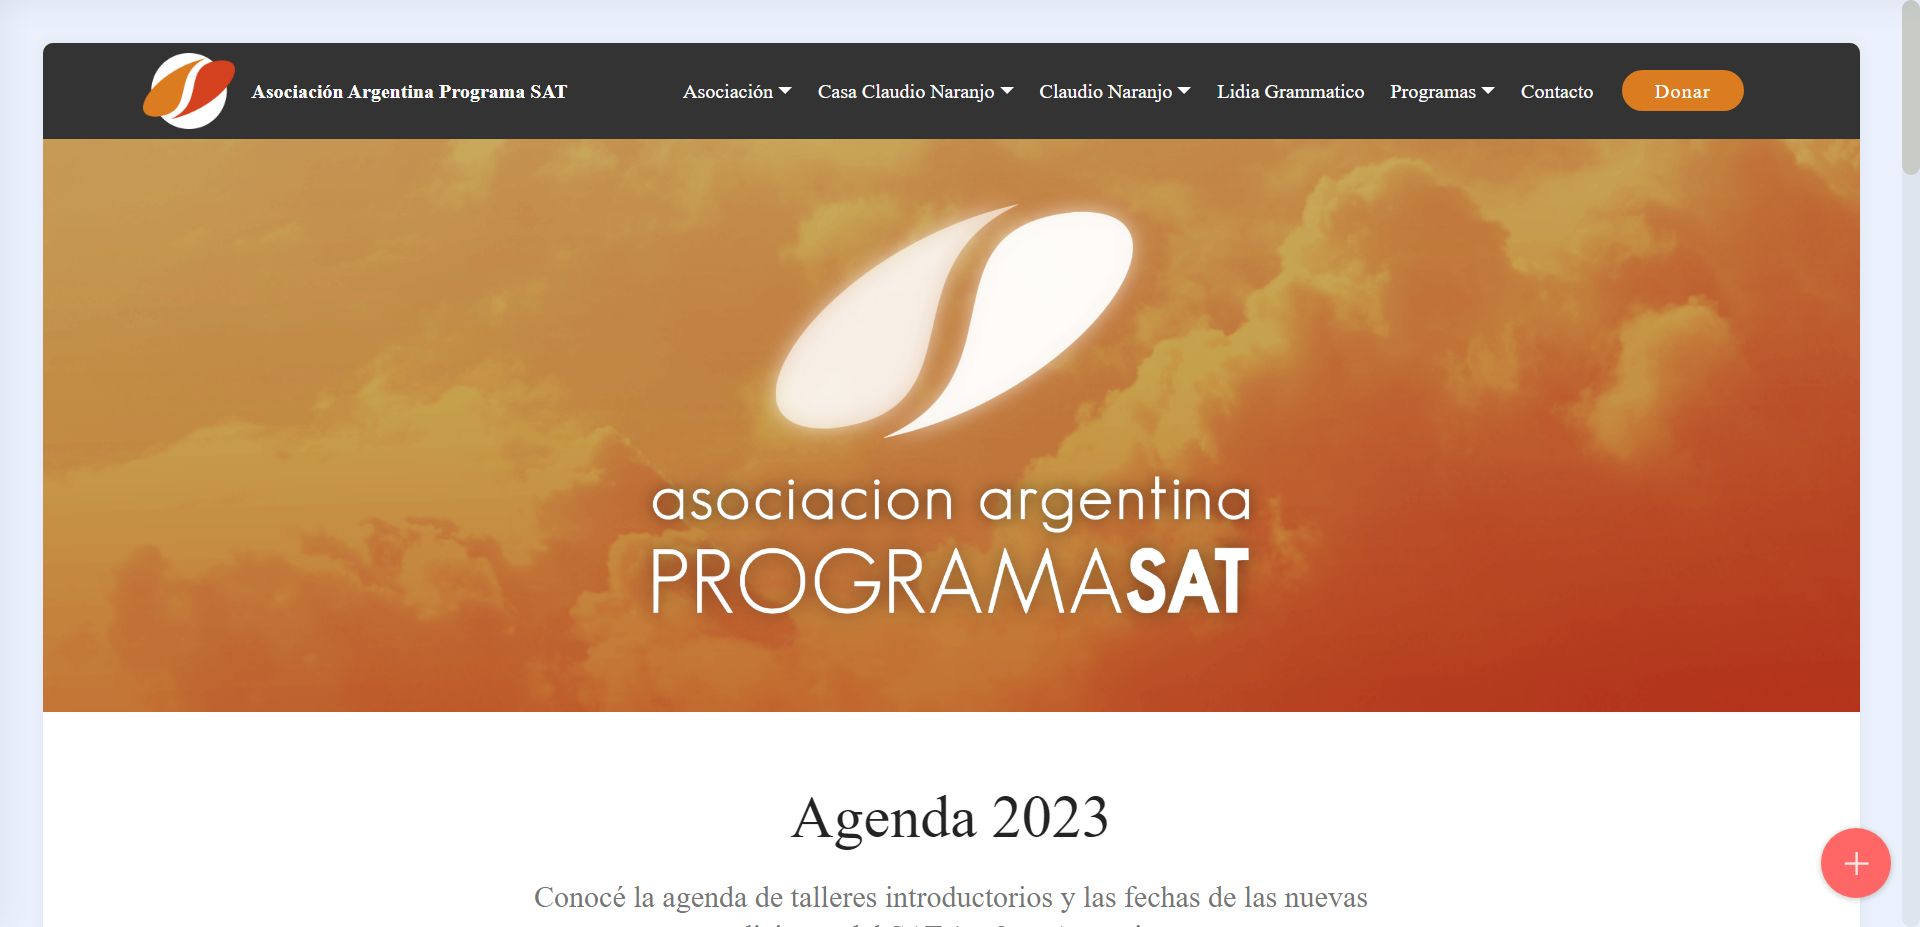 Asociación Argentina Programa SAT
Asociación Casa Claudio Naranjo Claudio Naranjo Lidia Grammatico Programas Contacto Donar
asociacion argentina
PROGRAMASAT
Agenda 2023
Conocé la agenda de talleres introductorios y las fechas de las nuevas